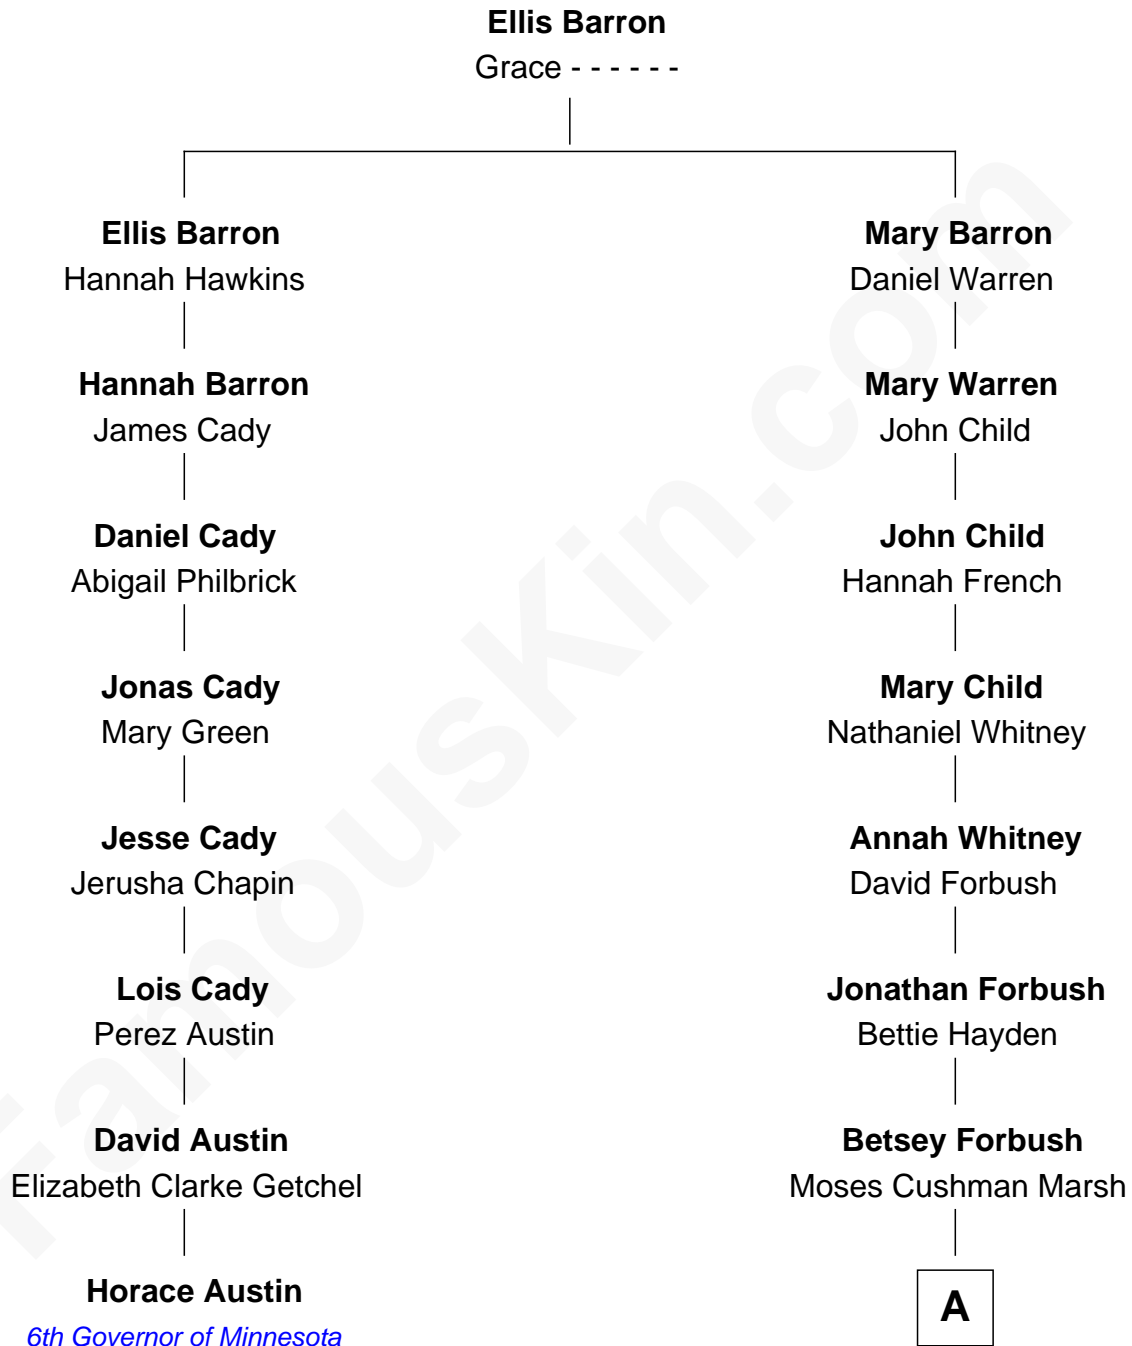 Ellis Barron
Grace - - - - - -
Ellis Barron
Hannah Hawkins
Mary Barron
Daniel Warren
Hannah Barron
James Cady
Mary Warren
John Child
Daniel Cady
Abigail Philbrick
John Child
Hannah French
Jonas Cady
Mary Green
Mary Child
Nathaniel Whitney
Jesse Cady
Jerusha Chapin
Annah Whitney
David Forbush
Lois Cady
Perez Austin
Jonathan Forbush
Bettie Hayden
David Austin
Elizabeth Clarke Getchel
Betsey Forbush
Moses Cushman Marsh
Horace Austin
6th Governor of Minnesota
A
FamousKin.com